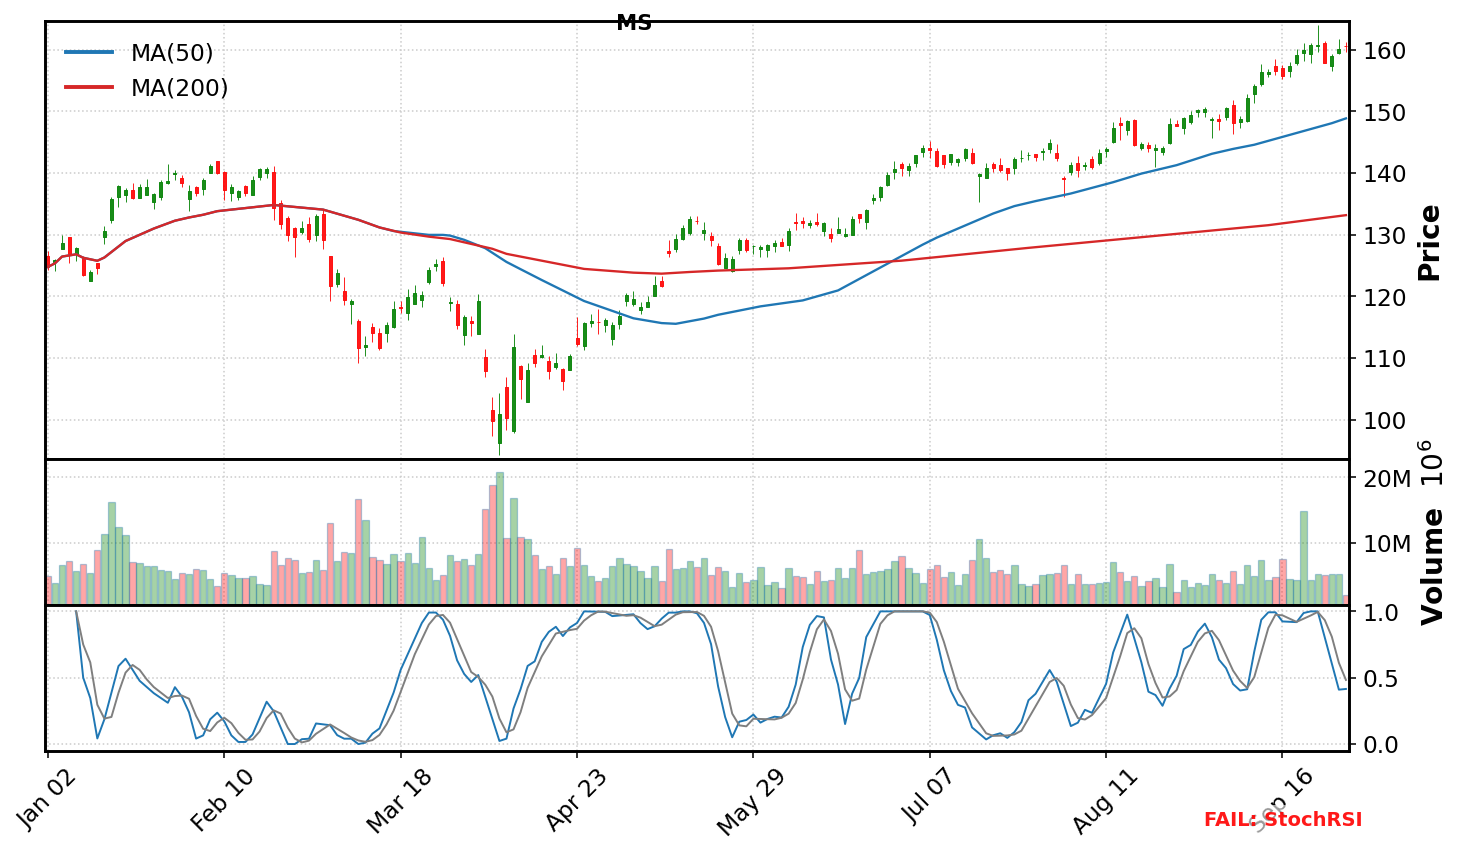 MS
MA(50)
MA(200)
160
150
140
130
120
110
100
Price
20M
10M
Volume 10^6
1.0
0.5
0.0
Jan 02
Feb 10
Mar 18
Apr 23
May 29
Jul 07
Aug 11
Sep 16
FAIL: StochRSI